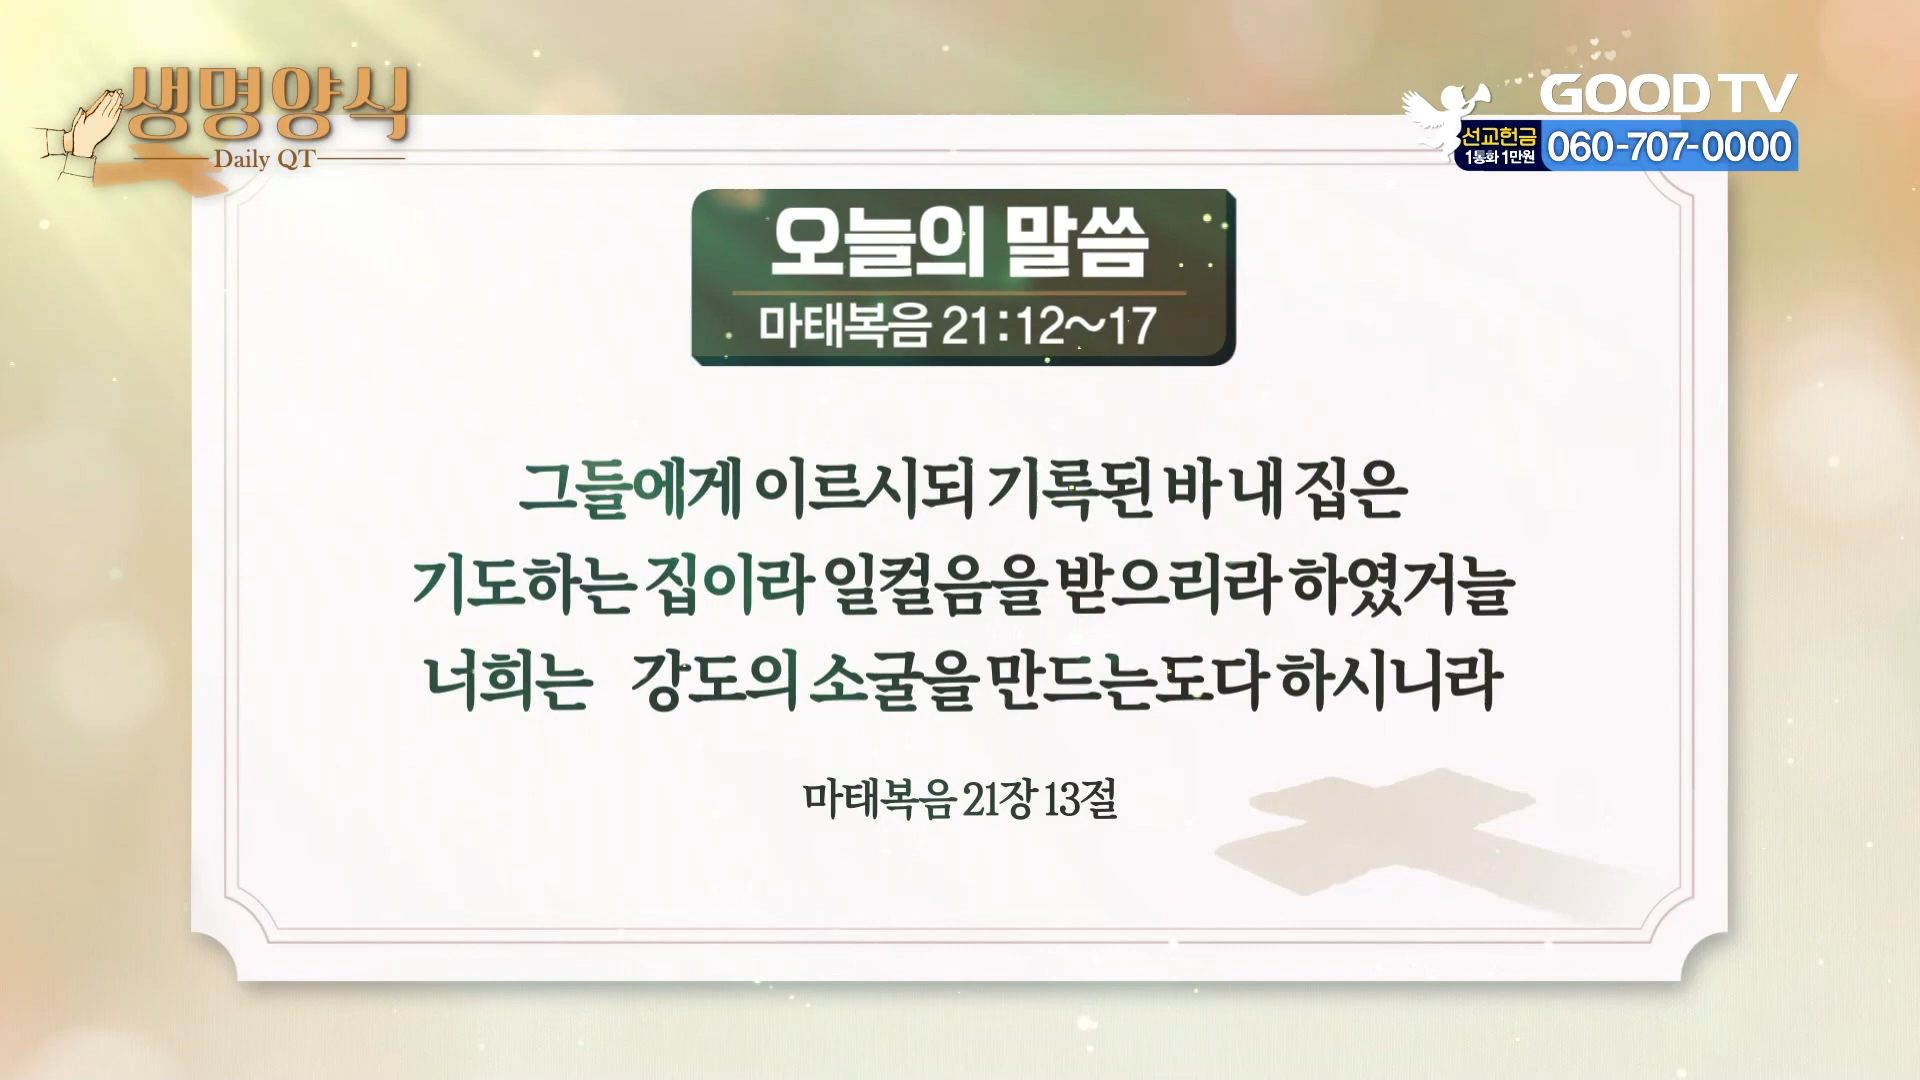 생명양식
Daily QT
GOOD TV
선교헌금
1통화 1만원
060-707-0000
오늘의 말씀
마태복음 21:12~17
그들에게 이르시되 기록된 바 내 집은
기도하는 집이라 일컬음을 받으리라 하였거늘
너희는 강도의 소굴을 만드는도다 하시니라
마태복음 21장 13절